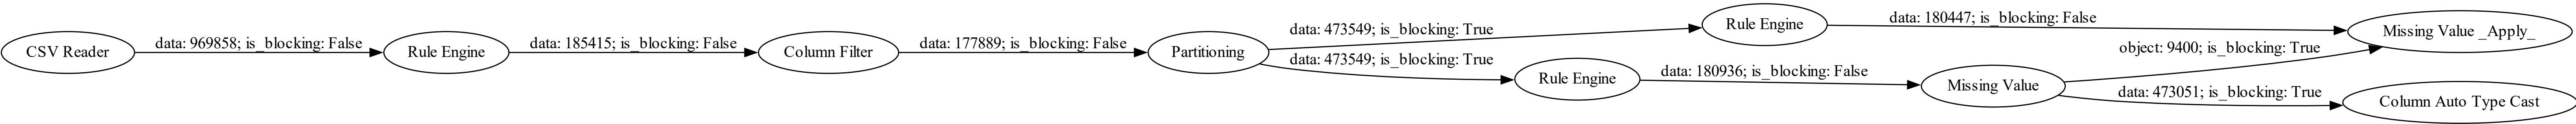 CSV Reader
data: 969858; is_blocking: False
Rule Engine
data: 185415; is_blocking: False
Column Filter
data: 177889; is_blocking: False
Partitioning
data: 473549; is_blocking: True
Rule Engine
data: 180447; is_blocking: False
Missing Value _Apply_
data: 473549; is_blocking: True
Rule Engine
data: 180936; is_blocking: False
Missing Value
object: 9400; is_blocking: True
data: 473051; is_blocking: True
Column Auto Type Cast